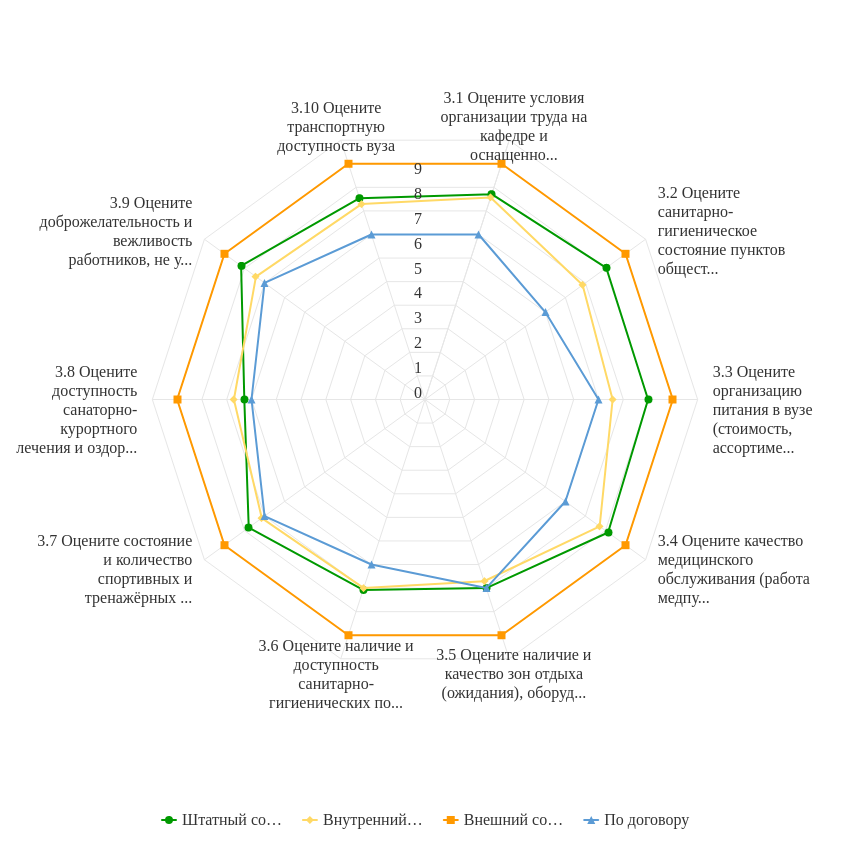 3.1 Оцените условия
организации труда на
кафедре и
оснащенно...
3.2 Оцените
санитарно-
гигиеническое
состояние пунктов
общест...
3.3 Оцените
организацию
питания в вузе
(стоимость,
ассортиме...
3.4 Оцените качество
медицинского
обслуживания (работа
медпу...
3.5 Оцените наличие и
качество зон отдыха
(ожидания), оборуд...
3.6 Оцените наличие и
доступность
санитарно-
гигиенических по...
3.7 Оцените состояние
и количество
спортивных и
тренажёрных ...
3.8 Оцените
доступность
санаторно-
курортного
лечения и оздор...
3.9 Оцените
доброжелательность и
вежливость
работников, не у...
3.10 Оцените
транспортную
доступность вуза
9
8
7
6
5
4
3
2
1
0
Штатный со… Внутренний… Внешний со… По договору